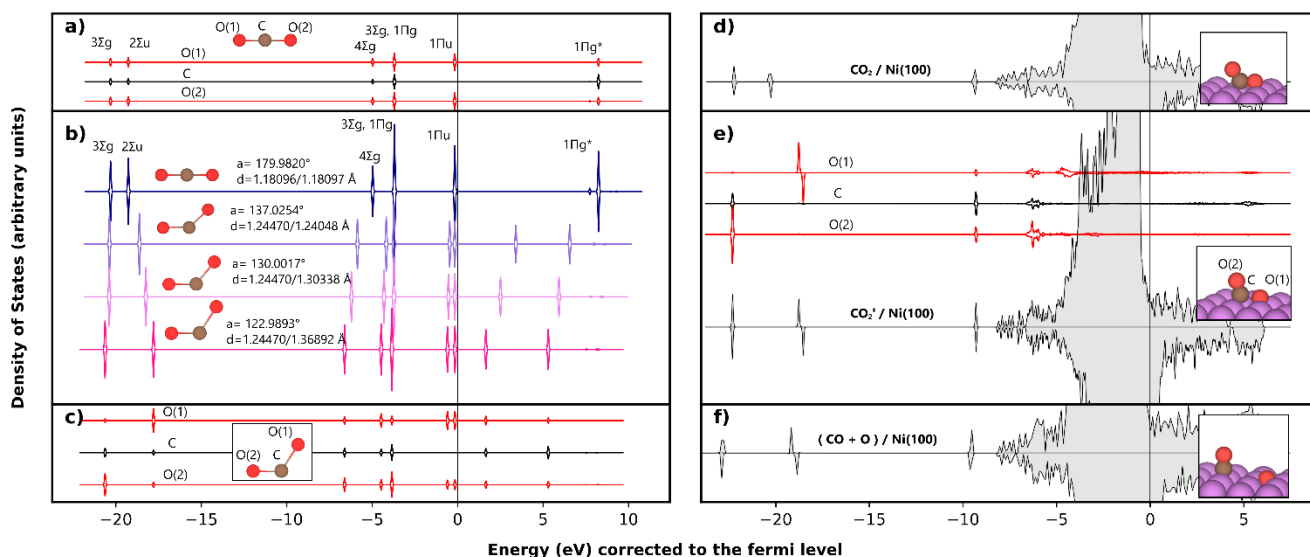 Density of States (arbitrary units)
a)
O(1) C O(2)
3Σg 2Σu
4Σg
3Σg, 1Πg
1Πu
1Πg*
O(1)
C
O(2)
b)
3Σg 2Σu
4Σg
3Σg, 1Πg
1Πu
1Πg*
a= 179.9820°
d=1.18096/1.18097 Å
a= 137.0254°
d=1.24470/1.24048 Å
a= 130.0017°
d=1.24470/1.30338 Å
a= 122.9893°
d=1.24470/1.36892 Å
c)
O(1)
C
O(2)
O(1)
O(2) C
−20 −15 −10 −5 0 5 10
d)
CO₂ / Ni(100)
e)
O(1)
C
O(2)
O(2)
C O(1)
CO₂' / Ni(100)
f)
( CO + O ) / Ni(100)
−20 −15 −10 −5 0 5
Energy (eV) corrected to the fermi level